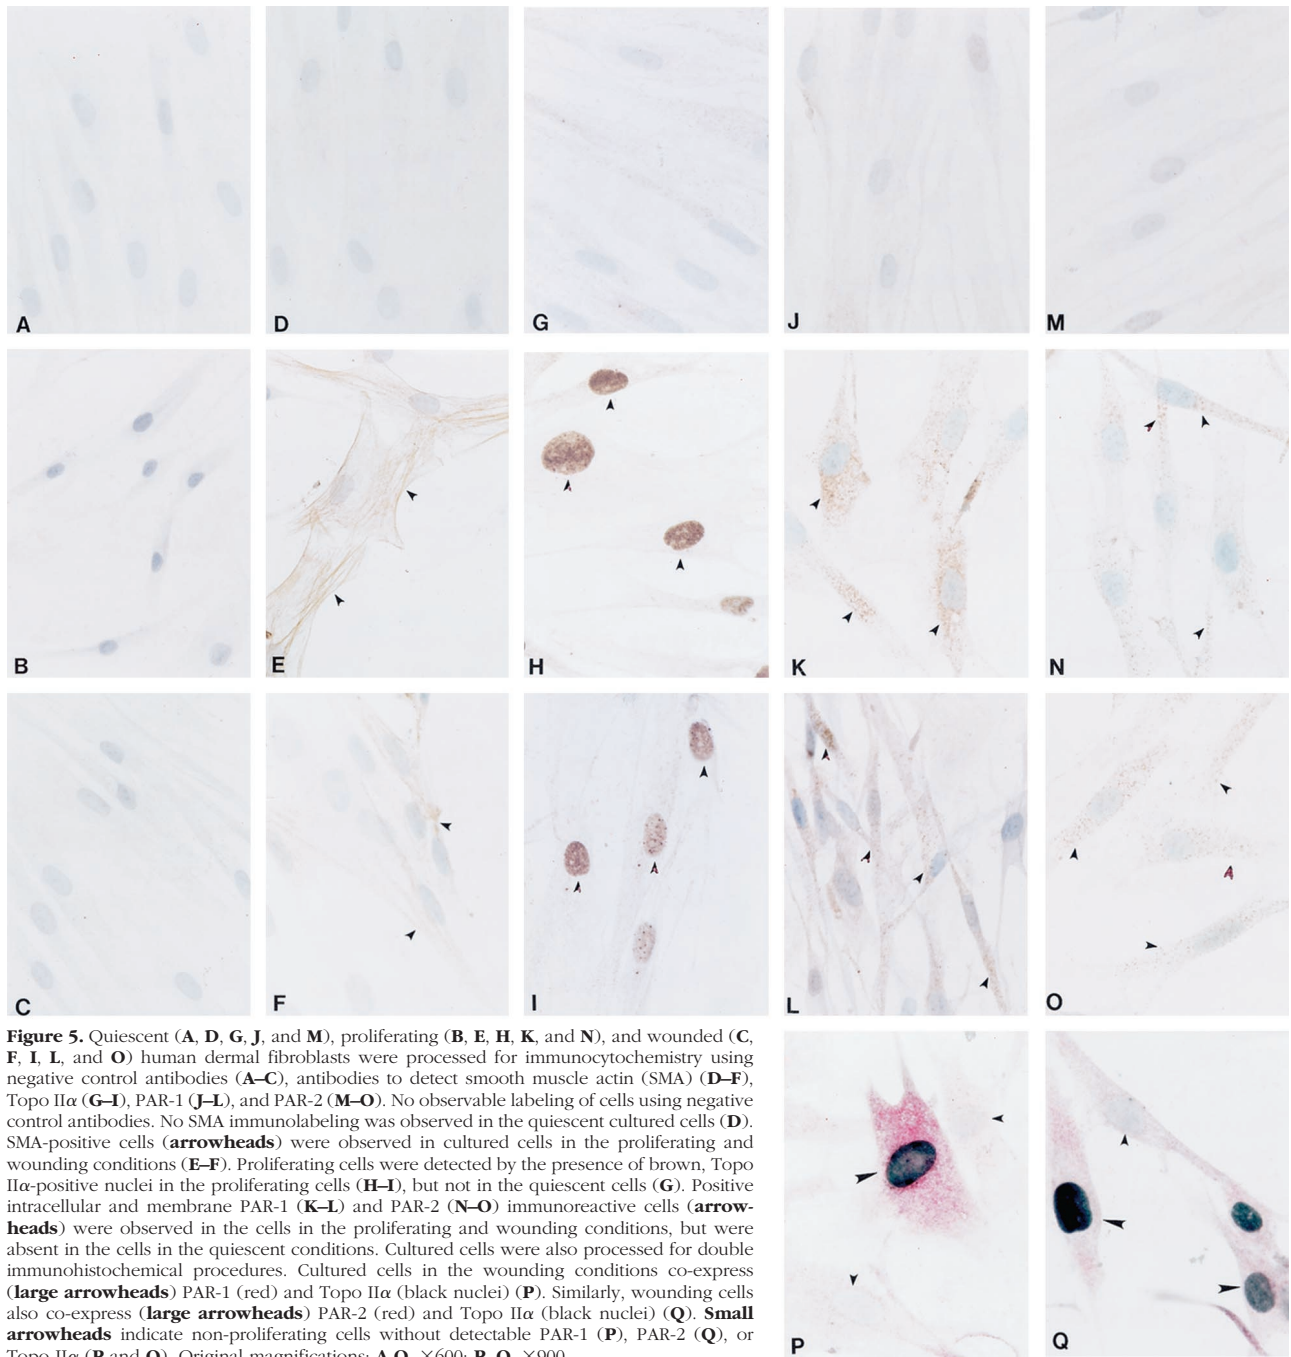 A
D
G
J
M
B
E
H
K
N
C
F
I
L
O
Figure 5. Quiescent (A, D, G, J, and M), proliferating (B, E, H, K, and N), and wounded (C,
F, I, L, and O) human dermal fibroblasts were processed for immunocytochemistry using
negative control antibodies (A–C), antibodies to detect smooth muscle actin (SMA) (D–F),
Topo IIα (G–I), PAR-1 (J–L), and PAR-2 (M–O). No observable labeling of cells using negative
control antibodies. No SMA immunolabeling was observed in the quiescent cultured cells (D).
SMA-positive cells (arrowheads) were observed in cultured cells in the proliferating and
wounding conditions (E–F). Proliferating cells were detected by the presence of brown, Topo
IIα-positive nuclei in the proliferating cells (H–I), but not in the quiescent cells (G). Positive
intracellular and membrane PAR-1 (K–L) and PAR-2 (N–O) immunoreactive cells (arrow-
heads) were observed in the cells in the proliferating and wounding conditions, but were
absent in the cells in the quiescent conditions. Cultured cells were also processed for double
immunohistochemical procedures. Cultured cells in the wounding conditions co-express
(large arrowheads) PAR-1 (red) and Topo IIα (black nuclei) (P). Similarly, wounding cells
also co-express (large arrowheads) PAR-2 (red) and Topo IIα (black nuclei) (Q). Small
arrowheads indicate non-proliferating cells without detectable PAR-1 (P), PAR-2 (Q), or
Topo IIα (P and Q). Original magnifications: A-O, ×600; P, Q, ×900.
P
Q